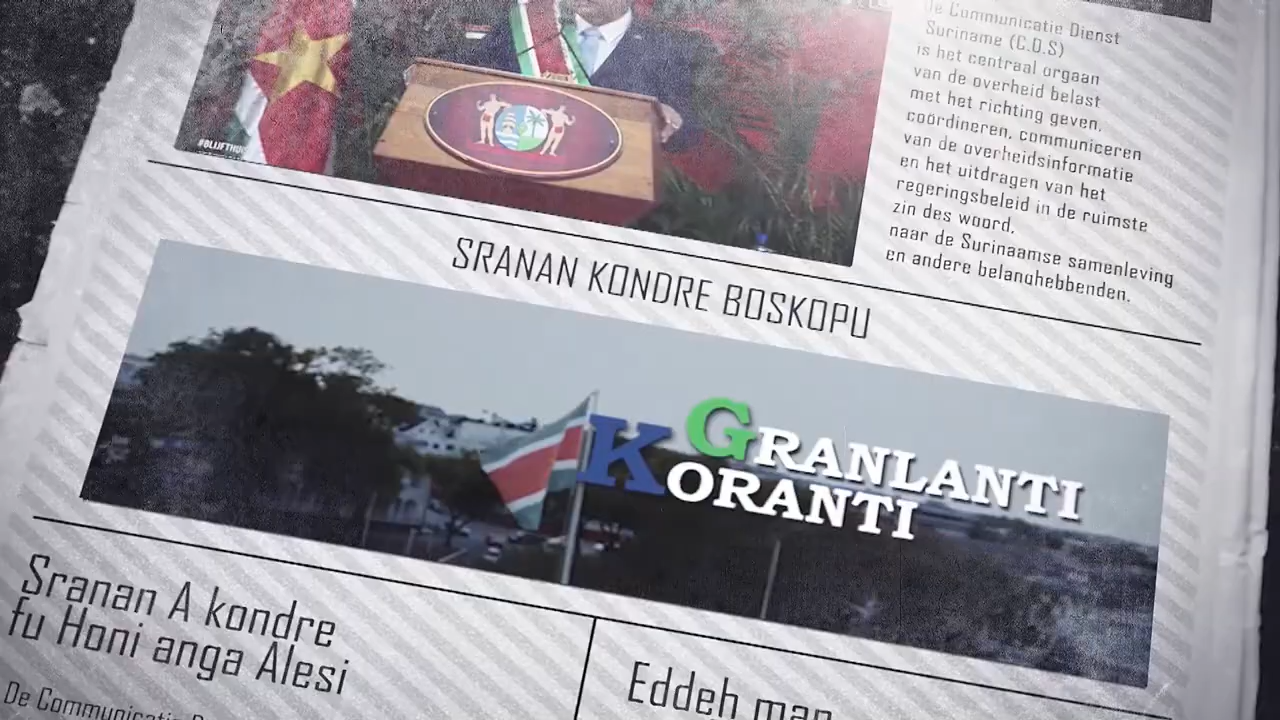 De Communicatie Dienst
Suriname (C.D.S)
is het centraal orgaan
van de overheid belast
met het richting geven,
coördineren, communiceren
van de overheidsinformatie
en het uitdragen van het
regeringsbeleid in de ruimste
zin des woord,
naar de Surinaamse samenleving
en andere belanghebbenden.
SRANAN KONDRE BOSKOPU
GRANLANTI
KORANTI
Sranan A kondre
fu Honi anga Alesi
De Communicatie
Eddeh man